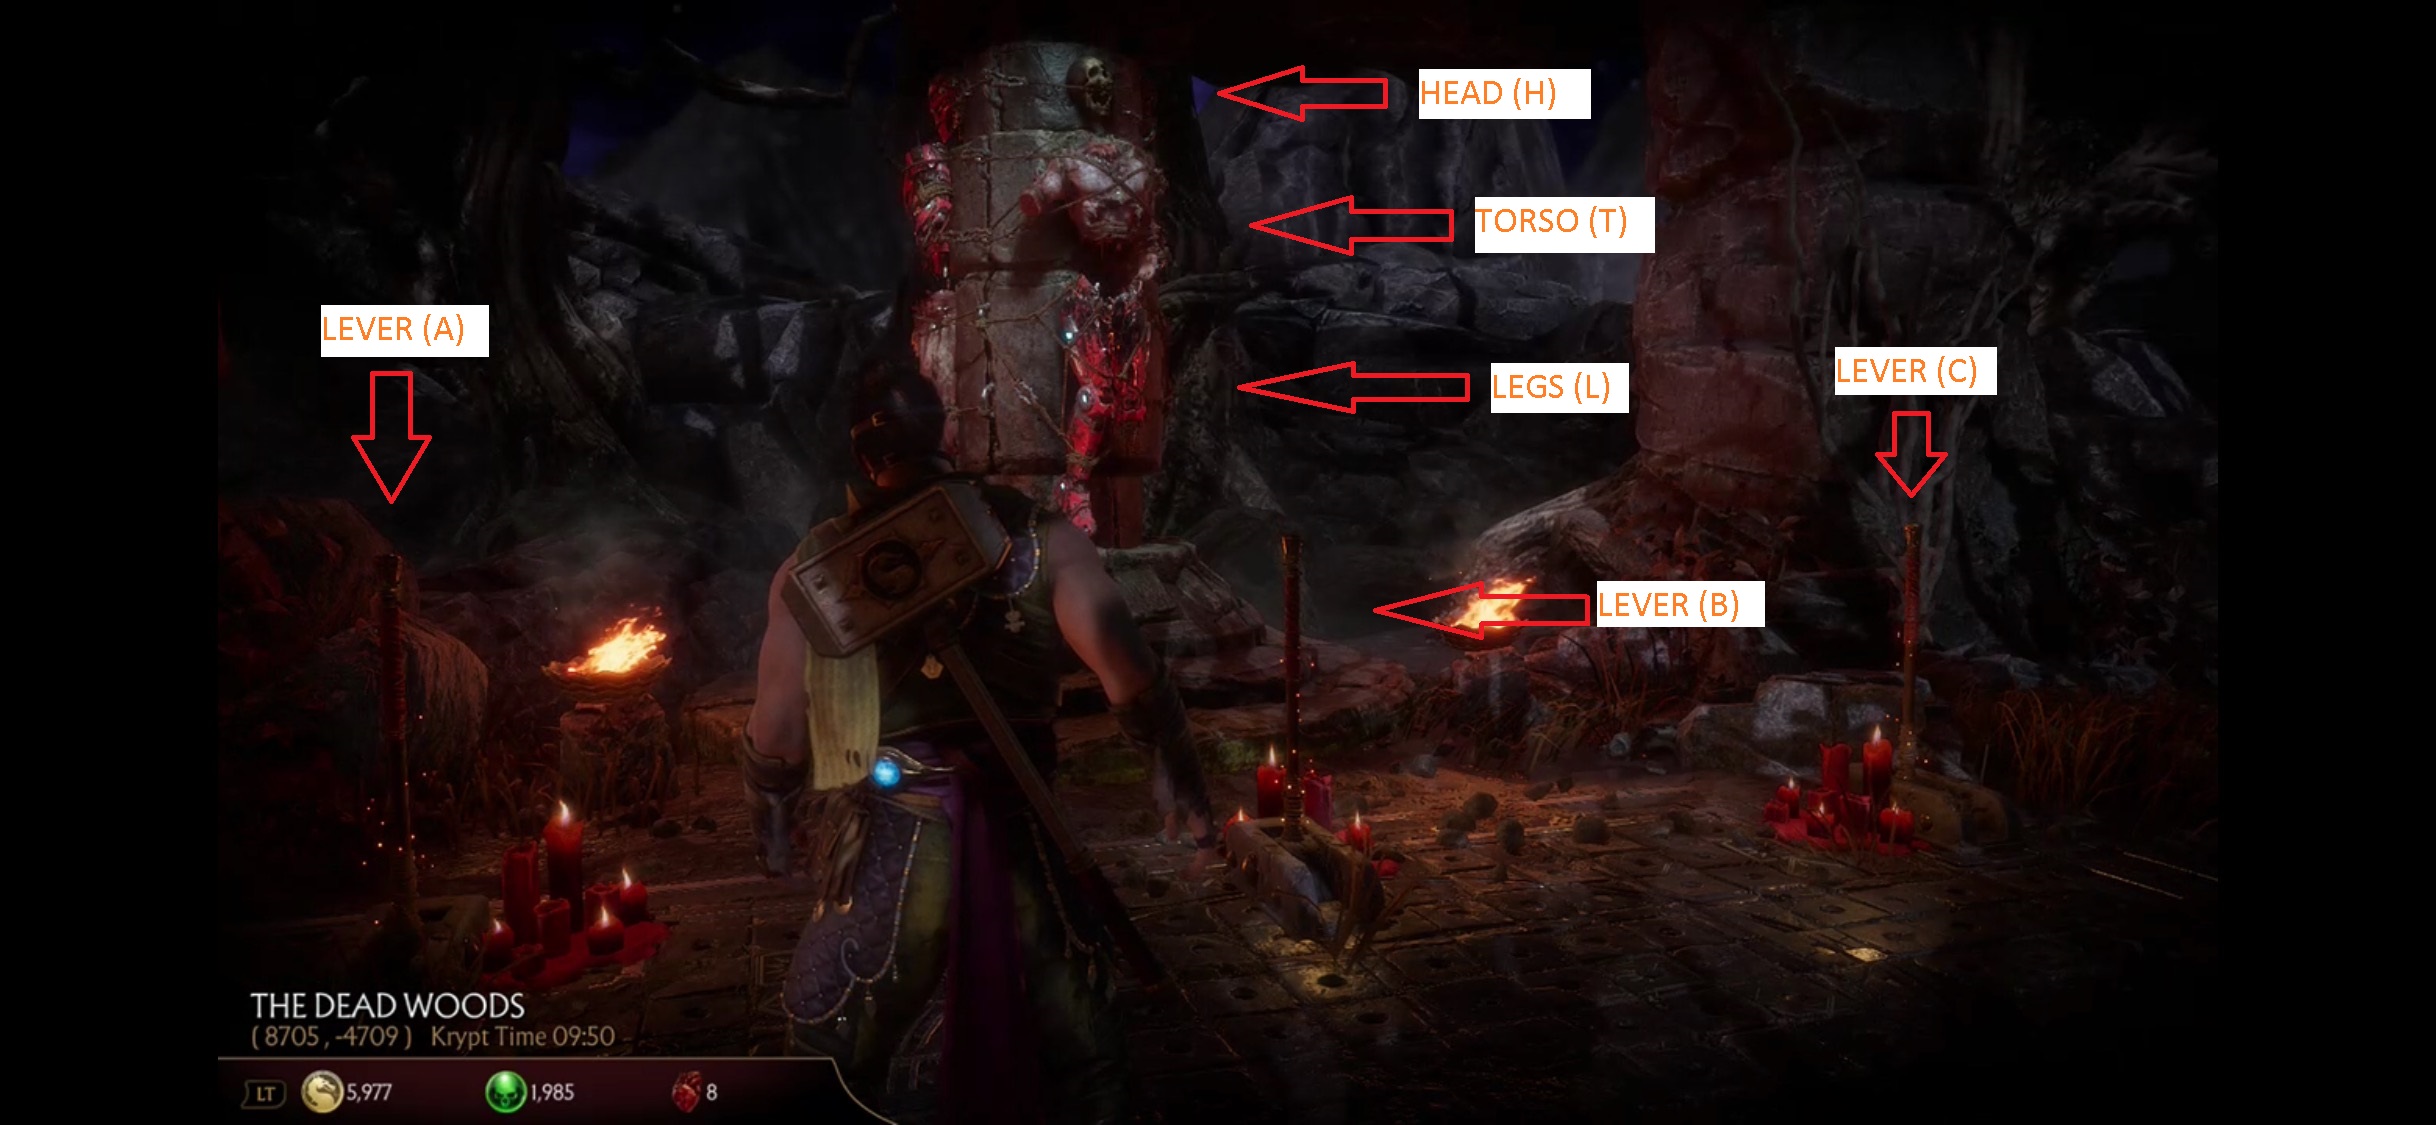 HEAD (H)
TORSO (T)
LEVER (A)
LEVER (C)
LEGS (L)
LEVER (B)
THE DEAD WOODS
( 8705 , -4709 ) Krypt Time 09:50
LT 5,977 1,985 8